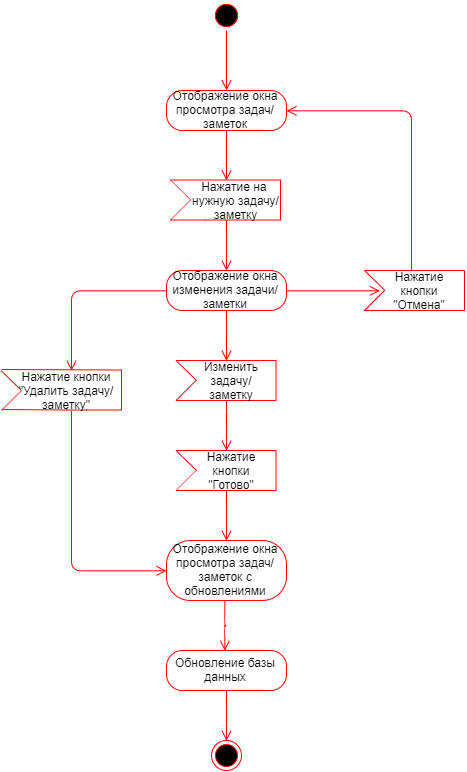 Отображение окна
просмотра задач/
заметок
Нажатие на
нужную задачу/
заметку
Отображение окна
изменения задачи/
заметки
Нажатие
кнопки
"Отмена"
Нажатие кнопки
"Удалить задачу/
заметку"
Изменить
задачу/
заметку
Нажатие
кнопки
"Готово"
Отображение окна
просмотра задач/
заметок с
обновлениями
Обновление базы
данных